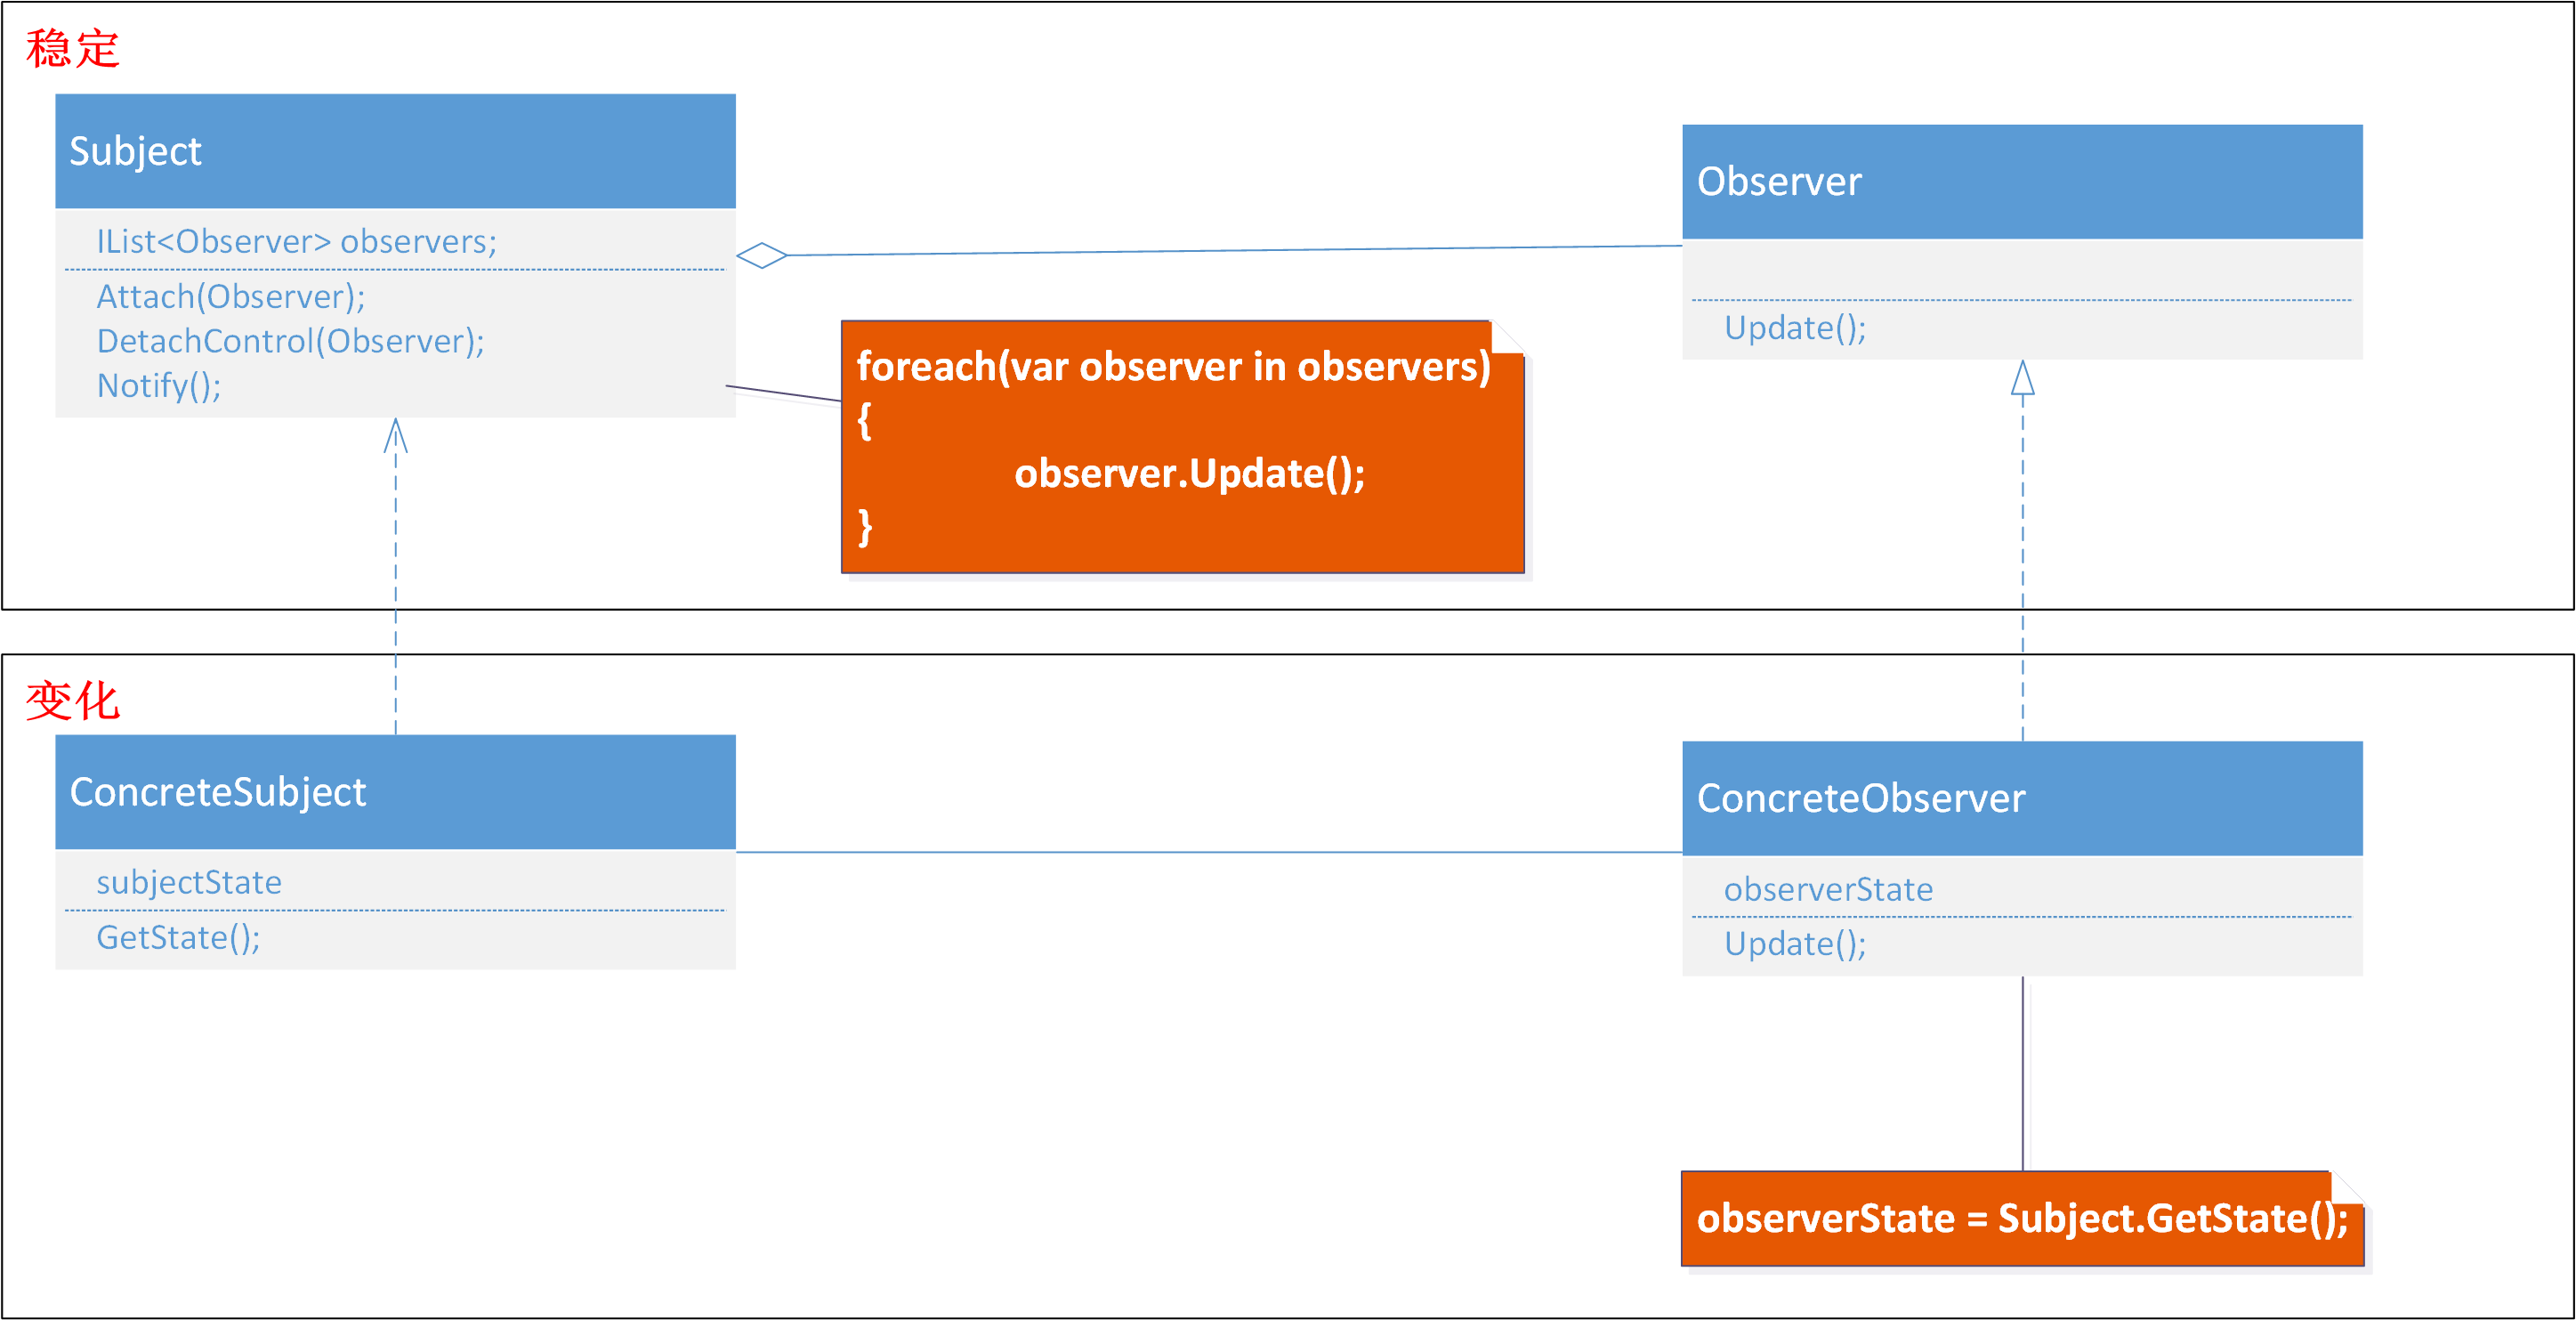 稳定
Subject
IList<Observer> observers;
Attach(Observer);
DetachControl(Observer);
Notify();
foreach(var observer in observers)
{
observer.Update();
}
Observer
Update();
变化
ConcreteSubject
subjectState
GetState();
ConcreteObserver
observerState
Update();
observerState = Subject.GetState();